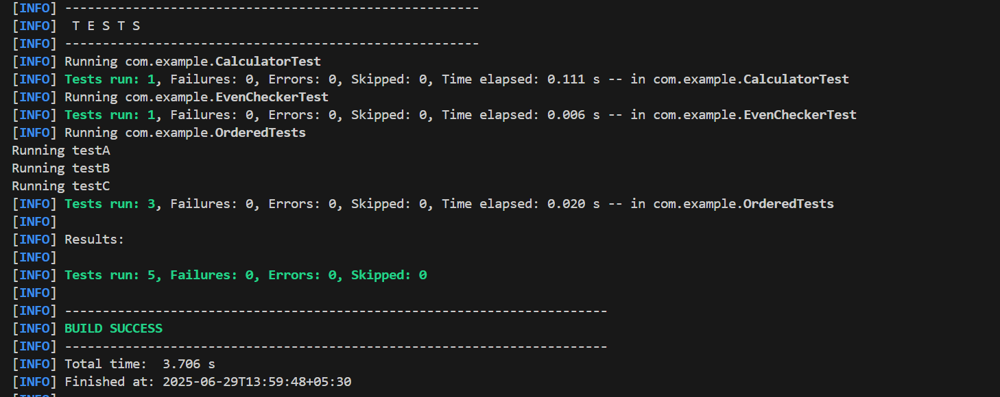 [INFO] -------------------------------------------------------
[INFO]  T E S T S
[INFO] -------------------------------------------------------
[INFO] Running com.example.CalculatorTest
[INFO] Tests run: 1, Failures: 0, Errors: 0, Skipped: 0, Time elapsed: 0.111 s -- in com.example.CalculatorTest
[INFO] Running com.example.EvenCheckerTest
[INFO] Tests run: 1, Failures: 0, Errors: 0, Skipped: 0, Time elapsed: 0.006 s -- in com.example.EvenCheckerTest
[INFO] Running com.example.OrderedTests
Running testA
Running testB
Running testC
[INFO] Tests run: 3, Failures: 0, Errors: 0, Skipped: 0, Time elapsed: 0.020 s -- in com.example.OrderedTests
[INFO]
[INFO] Results:
[INFO]
[INFO] Tests run: 5, Failures: 0, Errors: 0, Skipped: 0
[INFO]
[INFO] ------------------------------------------------------------------------
[INFO] BUILD SUCCESS
[INFO] ------------------------------------------------------------------------
[INFO] Total time:  3.706 s
[INFO] Finished at: 2025-06-29T13:59:48+05:30